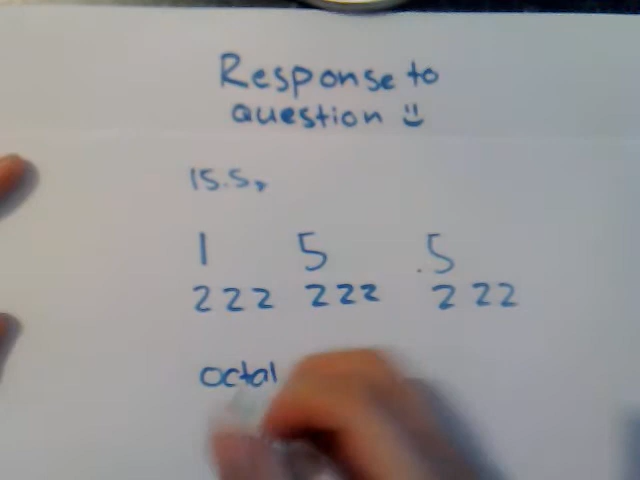 Response to
question :)
15.5₈
1 5 .5
222 222 222
octal